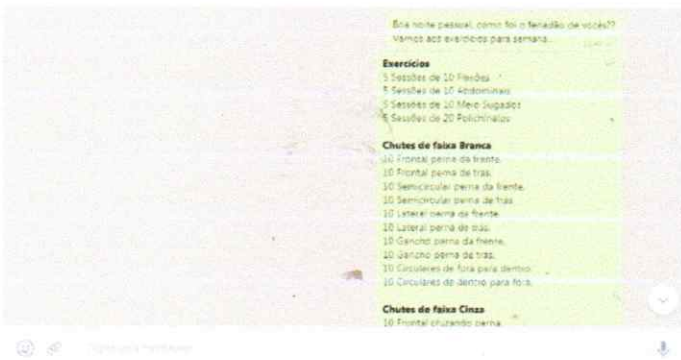 Boa noite pessoal, como foi o feriadão de vocês??
Vamos aos exercícios para semana...
Exercícios
5 Sessões de 10 Flexões
5 Sessões de 10 Abdominais
5 Sessões de 10 Meio Sugados
5 Sessões de 20 Polichinelos
Chutes de faixa Branca
10 Frontal perna da frente.
10 Frontal perna de trás.
10 Semicircular perna da frente.
10 Semicircular perna de trás.
10 Lateral perna da frente.
10 Lateral perna de trás.
10 Gancho perna da frente.
10 Gancho perna de trás.
10 Circulares de fora para dentro.
10 Circulares de dentro para fora.
Chutes de faixa Cinza
10 Frontal cruzando perna.